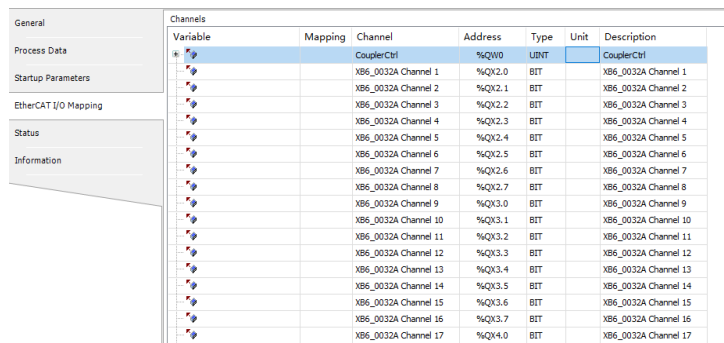 General
Process Data
Startup Parameters
EtherCAT I/O Mapping
Status
Information
Channels
Variable Mapping Channel Address Type Unit Description
CouplerCtrl %QW0 UINT CouplerCtrl
XB6_0032A Channel 1 %QX2.0 BIT XB6_0032A Channel 1
XB6_0032A Channel 2 %QX2.1 BIT XB6_0032A Channel 2
XB6_0032A Channel 3 %QX2.2 BIT XB6_0032A Channel 3
XB6_0032A Channel 4 %QX2.3 BIT XB6_0032A Channel 4
XB6_0032A Channel 5 %QX2.4 BIT XB6_0032A Channel 5
XB6_0032A Channel 6 %QX2.5 BIT XB6_0032A Channel 6
XB6_0032A Channel 7 %QX2.6 BIT XB6_0032A Channel 7
XB6_0032A Channel 8 %QX2.7 BIT XB6_0032A Channel 8
XB6_0032A Channel 9 %QX3.0 BIT XB6_0032A Channel 9
XB6_0032A Channel 10 %QX3.1 BIT XB6_0032A Channel 10
XB6_0032A Channel 11 %QX3.2 BIT XB6_0032A Channel 11
XB6_0032A Channel 12 %QX3.3 BIT XB6_0032A Channel 12
XB6_0032A Channel 13 %QX3.4 BIT XB6_0032A Channel 13
XB6_0032A Channel 14 %QX3.5 BIT XB6_0032A Channel 14
XB6_0032A Channel 15 %QX3.6 BIT XB6_0032A Channel 15
XB6_0032A Channel 16 %QX3.7 BIT XB6_0032A Channel 16
XB6_0032A Channel 17 %QX4.0 BIT XB6_0032A Channel 17